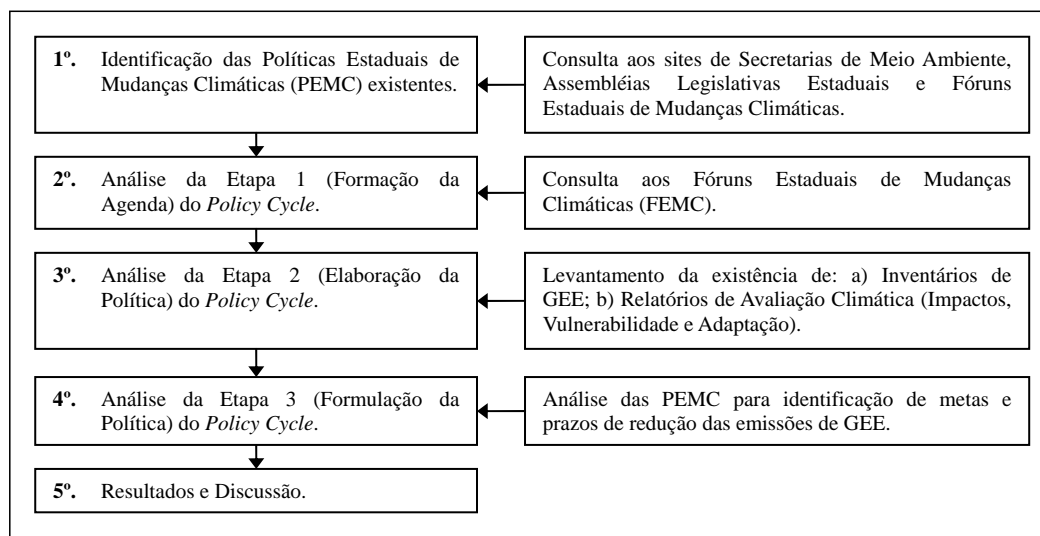 1º. Identificação das Políticas Estaduais de
Mudanças Climáticas (PEMC) existentes.
Consulta aos sites de Secretarias de Meio Ambiente,
Assembléias Legislativas Estaduais e Fóruns
Estaduais de Mudanças Climáticas.
2º. Análise da Etapa 1 (Formação da
Agenda) do Policy Cycle.
Consulta aos Fóruns Estaduais de Mudanças
Climáticas (FEMC).
3º. Análise da Etapa 2 (Elaboração da
Política) do Policy Cycle.
Levantamento da existência de: a) Inventários de
GEE; b) Relatórios de Avaliação Climática (Impactos,
Vulnerabilidade e Adaptação).
4º. Análise da Etapa 3 (Formulação da
Política) do Policy Cycle.
Análise das PEMC para identificação de metas e
prazos de redução das emissões de GEE.
5º. Resultados e Discussão.